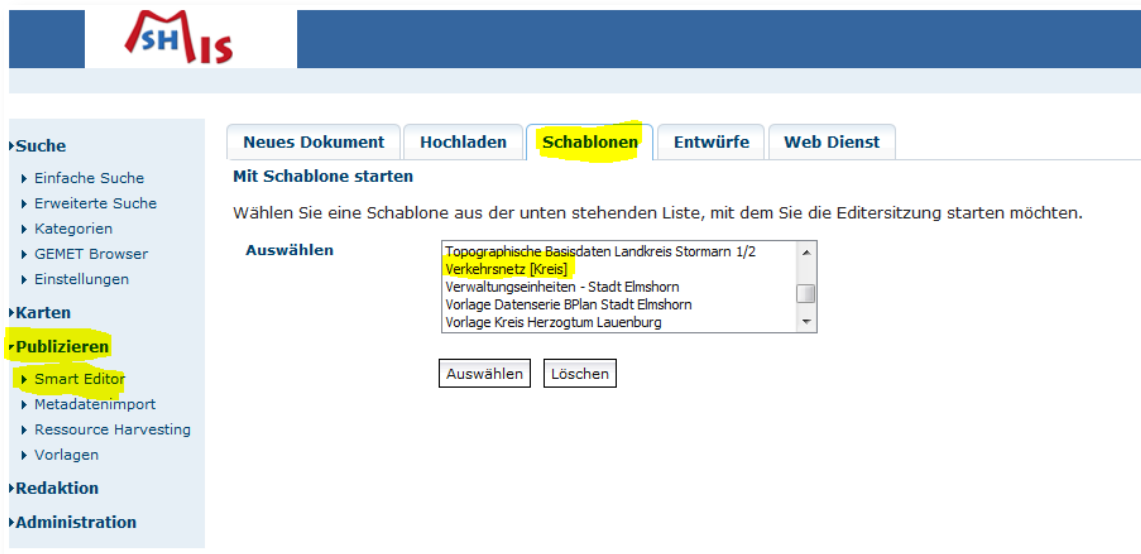 SH
IS
Suche
Einfache Suche
Erweiterte Suche
Kategorien
GEMET Browser
Einstellungen
Karten
Publizieren
Smart Editor
Metadatenimport
Ressource Harvesting
Vorlagen
Redaktion
Administration
Neues Dokument Hochladen Schablonen Entwürfe Web Dienst
Mit Schablone starten
Wählen Sie eine Schablone aus der unten stehenden Liste, mit dem Sie die Editersitzung starten möchten.
Auswählen
Topographische Basisdaten Landkreis Stormarn 1/2
Verkehrsnetz [Kreis]
Verwaltungseinheiten - Stadt Elmshorn
Vorlage Datenserie BPlan Stadt Elmshorn
Vorlage Kreis Herzogtum Lauenburg
Auswählen Löschen